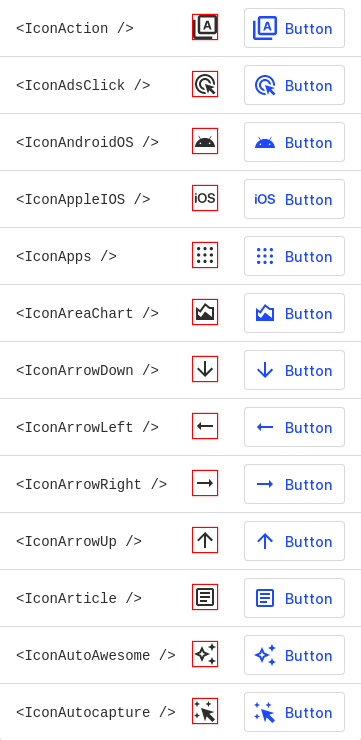 <IconAction /> A A Button
<IconAdsClick /> Button
<IconAndroidOS /> Button
<IconAppleIOS /> iOS iOS Button
<IconApps /> Button
<IconAreaChart /> Button
<IconArrowDown /> Button
<IconArrowLeft /> Button
<IconArrowRight /> Button
<IconArrowUp /> Button
<IconArticle /> Button
<IconAutoAwesome /> Button
<IconAutocapture /> Button